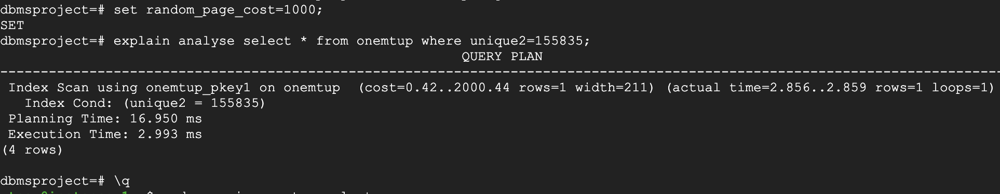 dbmsproject=# set random_page_cost=1000;
SET
dbmsproject=# explain analyse select * from onemtup where unique2=155835;
QUERY PLAN
---------------------------------------------------------------------------------------------------------------------------
Index Scan using onemtup_pkey1 on onemtup  (cost=0.42..2000.44 rows=1 width=211) (actual time=2.856..2.859 rows=1 loops=1)
Index Cond: (unique2 = 155835)
Planning Time: 16.950 ms
Execution Time: 2.993 ms
(4 rows)
dbmsproject=# \q